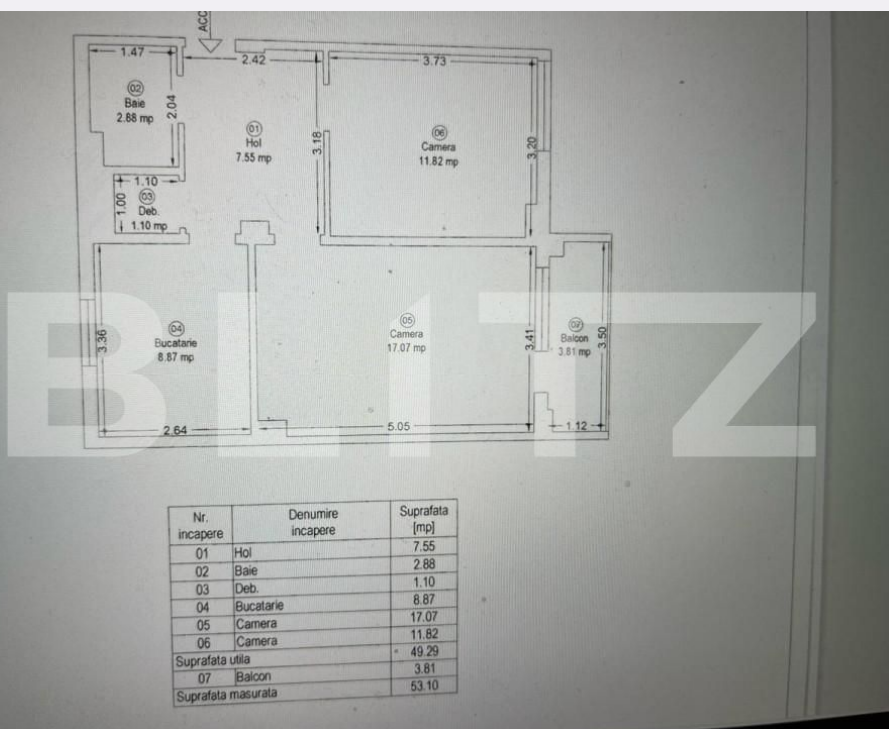 ACC
1.47
2.42
3.73
02
Baie
2.88 mp
2.04
01
Hol
7.55 mp
3.18
06
Camera
11.82 mp
3.20
1.10
1.00
03
Deb.
1.10 mp
3.36
04
Bucatarie
8.87 mp
05
Camera
17.07 mp
3.41
07
Balcon
3.81 mp
3.50
2.64
5.05
1.12
BLITZ
Nr. incapere Denumire incapere Suprafata [mp]
01 Hol 7.55
02 Baie 2.88
03 Deb. 1.10
04 Bucatarie 8.87
05 Camera 17.07
06 Camera 11.82
Suprafata utila 49.29
07 Balcon 3.81
Suprafata masurata 53.10